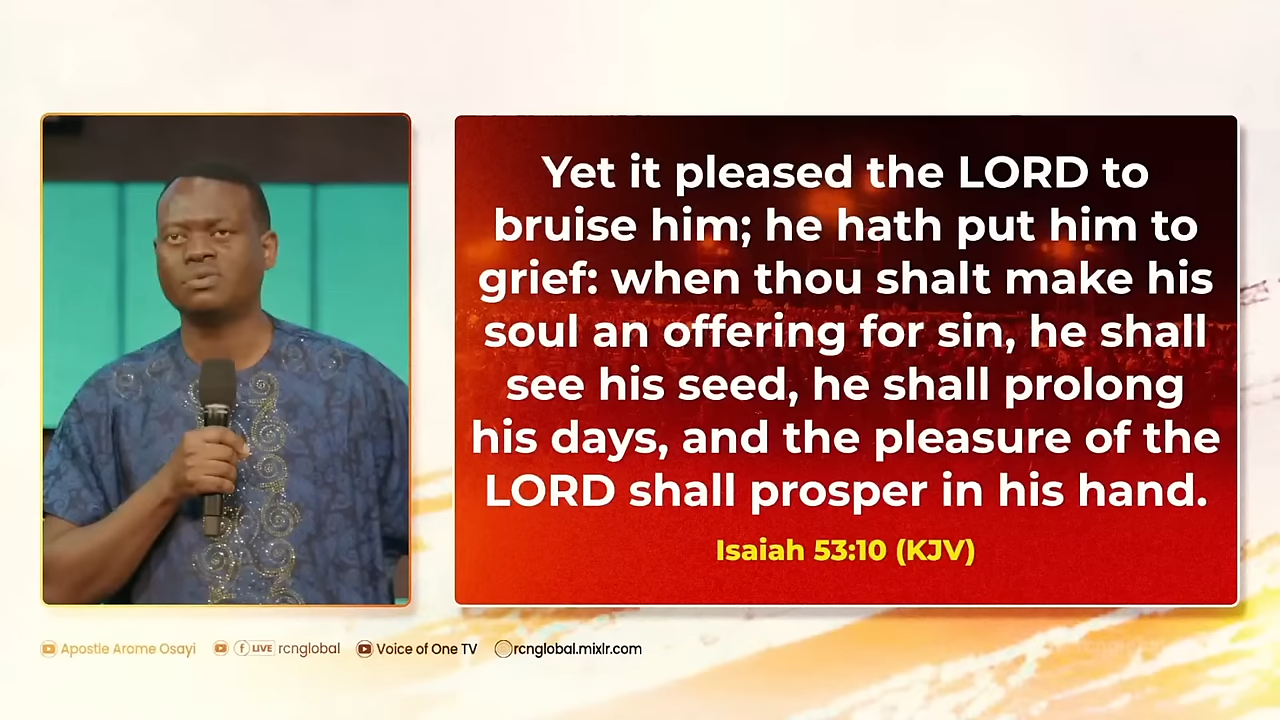 Yet it pleased the LORD to
bruise him; he hath put him to
grief: when thou shalt make his
soul an offering for sin, he shall
see his seed, he shall prolong
his days, and the pleasure of the
LORD shall prosper in his hand.
Isaiah 53:10 (KJV)
Apostle Arome Osayi LIVE rcnglobal Voice of One TV rcnglobal.mixlr.com